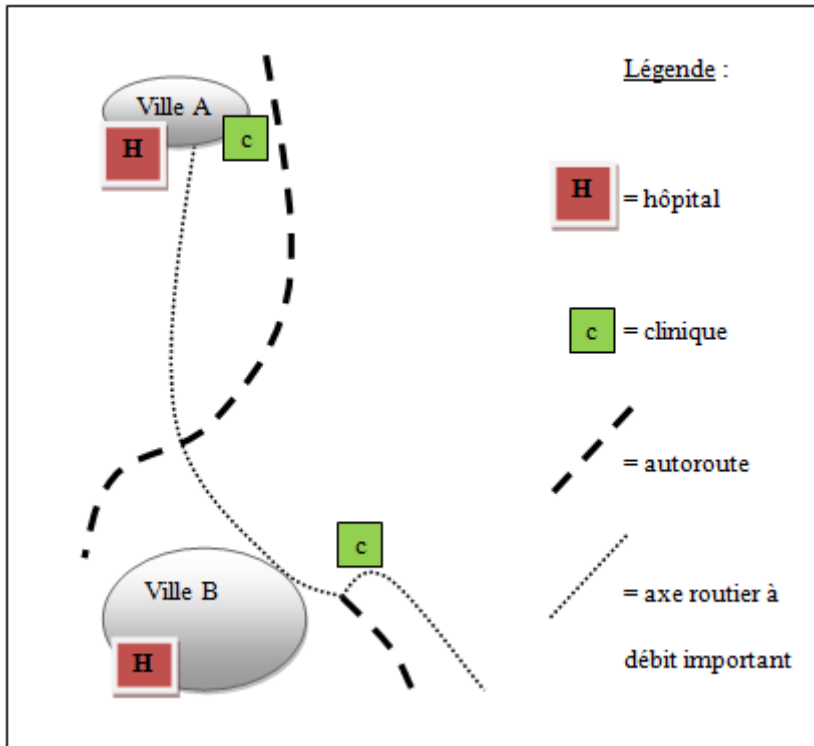 Légende :
Ville A
H
c
H
= hôpital
c
= clinique
= autoroute
c
Ville B
= axe routier à
H
débit important